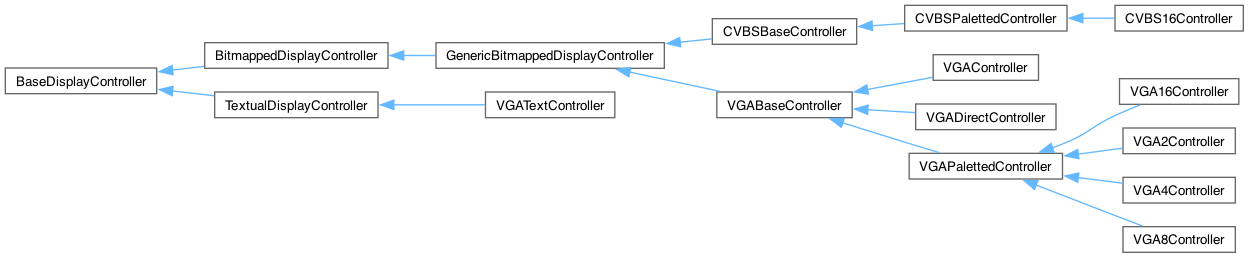 BaseDisplayController
BitmappedDisplayController
TextualDisplayController
GenericBitmappedDisplayController
VGATextController
CVBSBaseController
VGABaseController
CVBSPalettedController
VGAController
VGADirectController
VGAPalettedController
CVBS16Controller
VGA16Controller
VGA2Controller
VGA4Controller
VGA8Controller